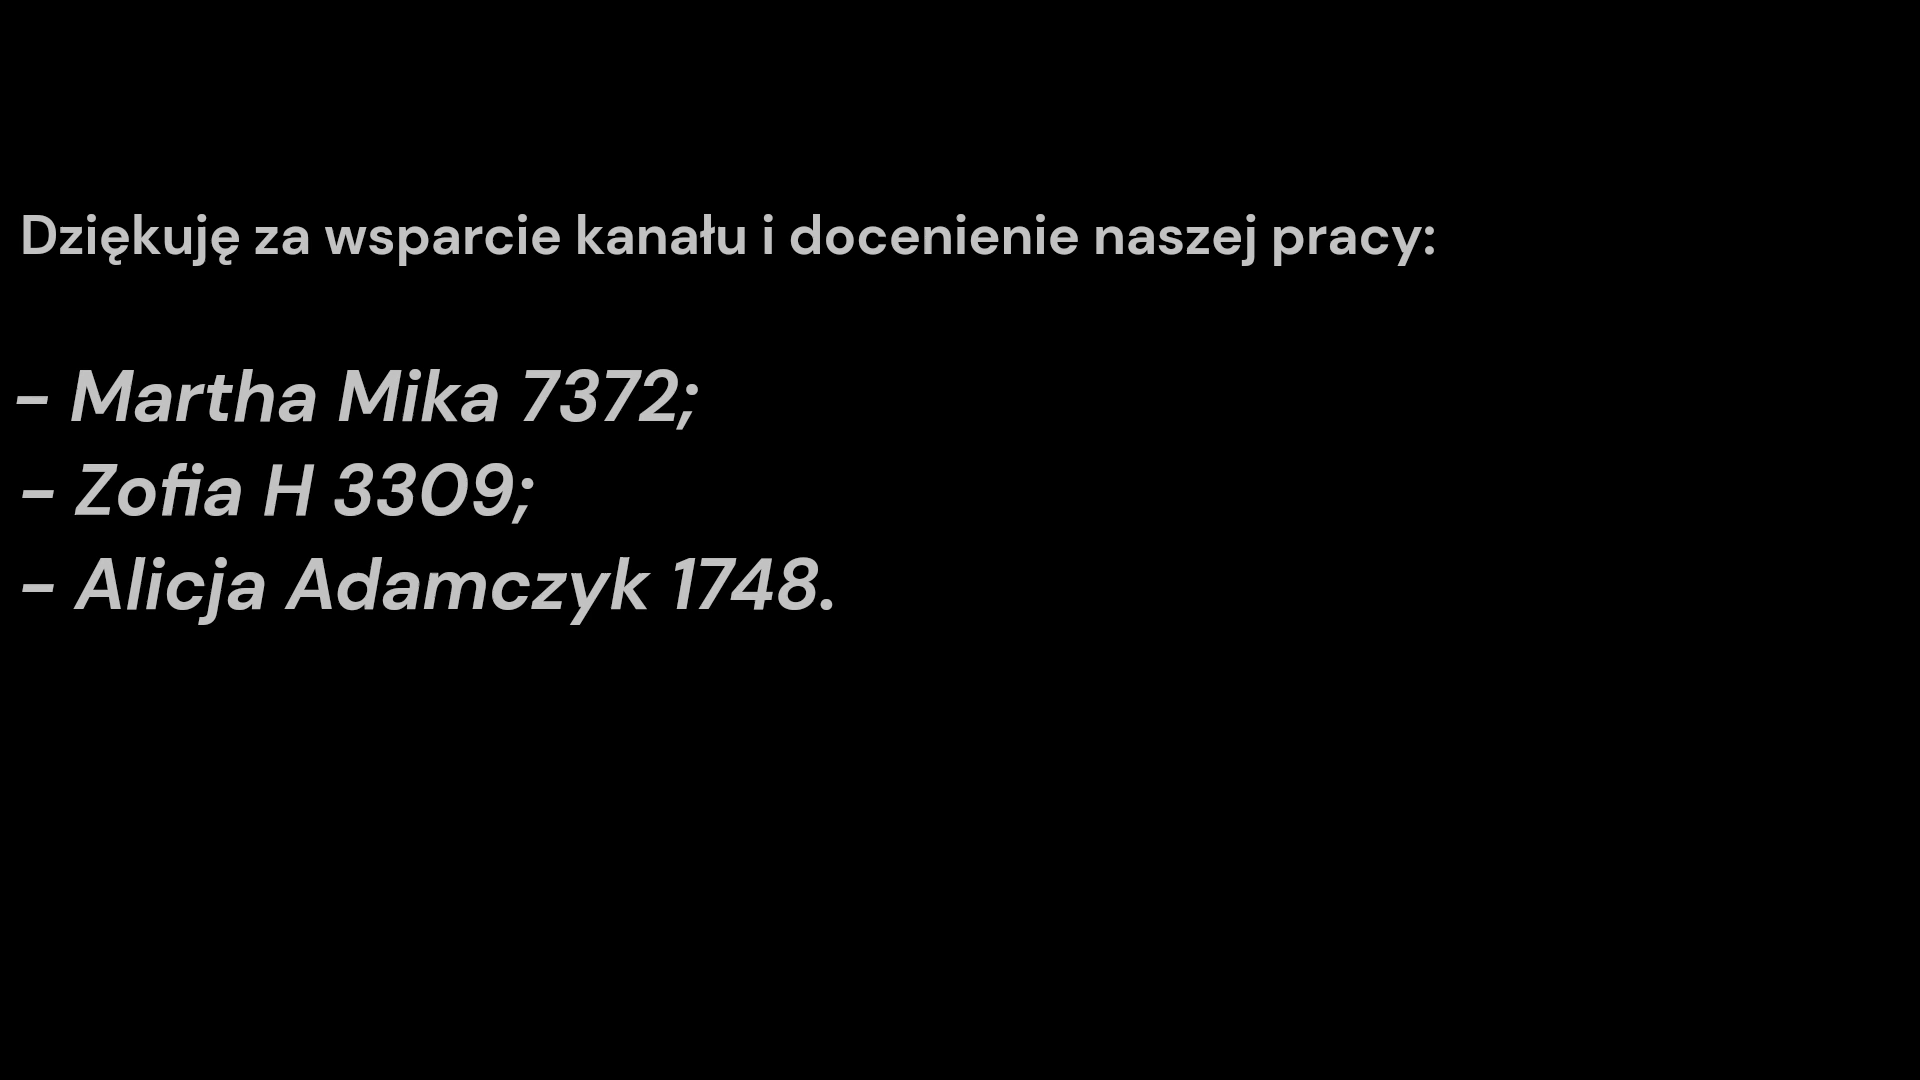 Dziękuję za wsparcie kanału i docenienie naszej pracy:
- Martha Mika 7372;
- Zofia H 3309;
- Alicja Adamczyk 1748.